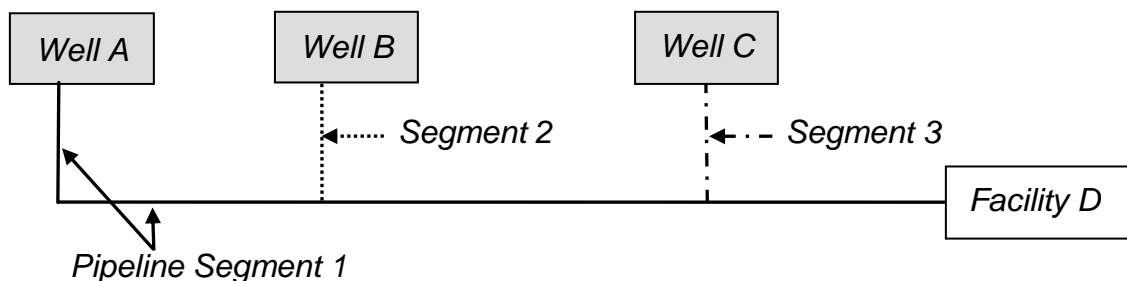 Well A
Well B
Well C
Segment 2
Segment 3
Facility D
Pipeline Segment 1